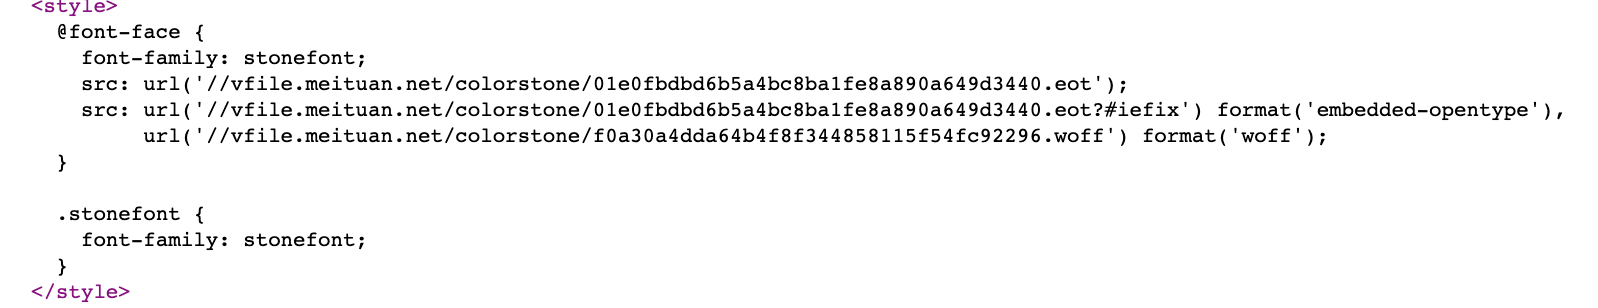 <style>
@font-face {
font-family: stonefont;
src: url('//vfile.meituan.net/colorstone/01e0fbdbd6b5a4bc8ba1fe8a890a649d3440.eot');
src: url('//vfile.meituan.net/colorstone/01e0fbdbd6b5a4bc8ba1fe8a890a649d3440.eot?#iefix') format('embedded-opentype'),
url('//vfile.meituan.net/colorstone/f0a30a4dda64b4f8f344858115f54fc92296.woff') format('woff');
}
.stonefont {
font-family: stonefont;
}
</style>